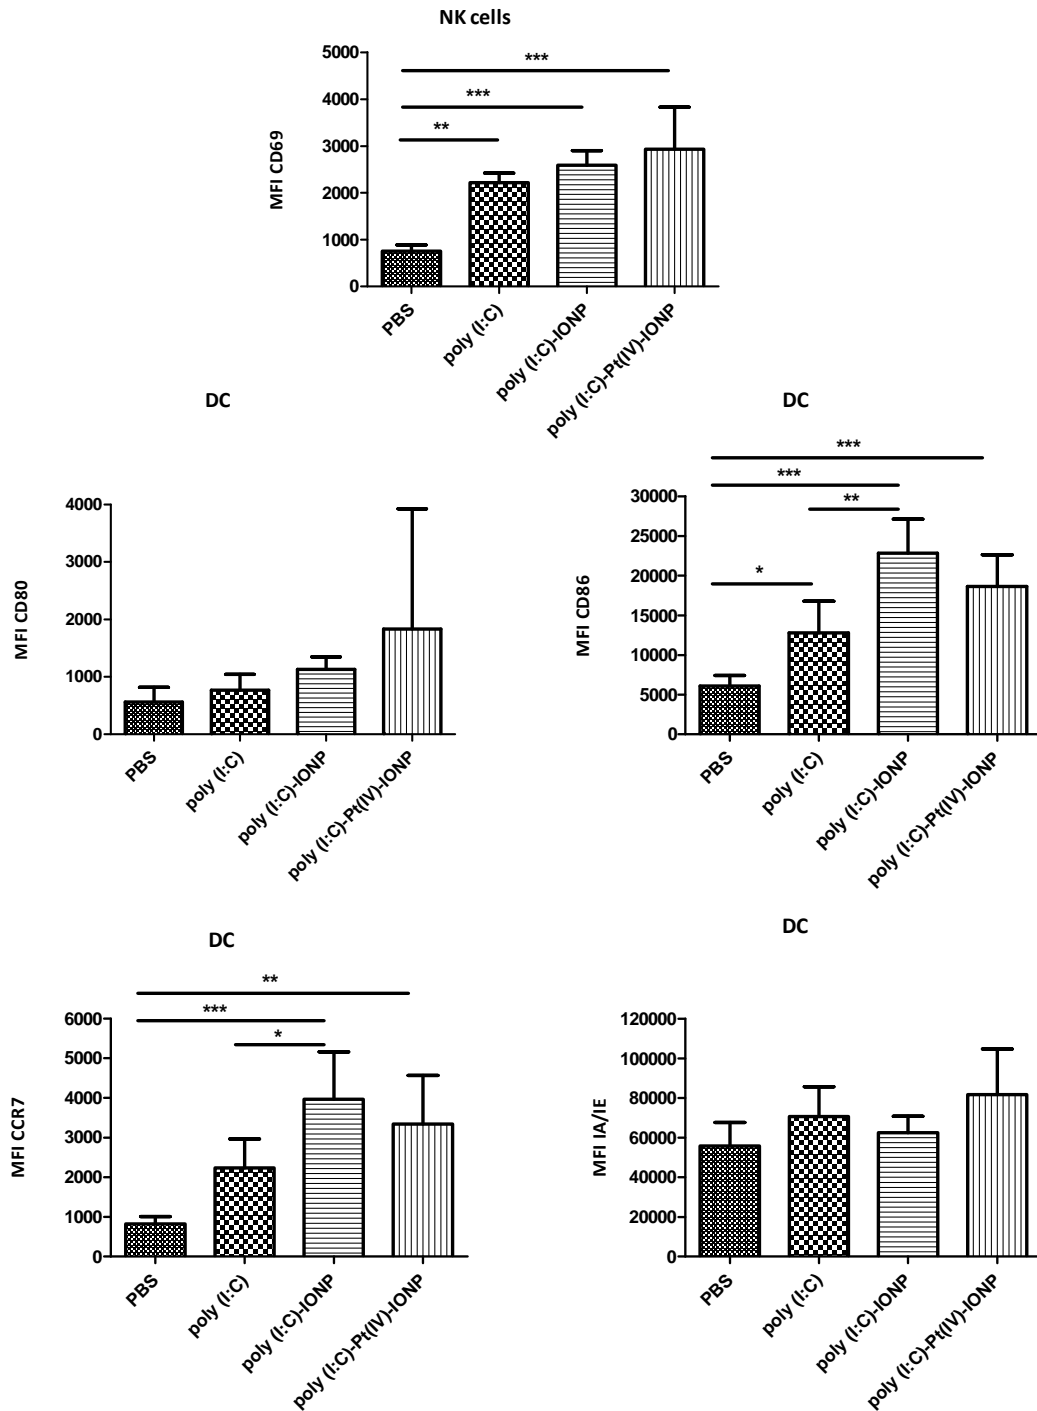 NK cells
MFI CD69
5000
4000
3000
2000
1000
0
***
***
**
PBS
poly (I:C)
poly (I:C)-IONP
poly (I:C)-Pt(IV)-IONP
DC
MFI CD80
4000
3000
2000
1000
0
PBS
poly (I:C)
poly (I:C)-IONP
poly (I:C)-Pt(IV)-IONP
DC
MFI CD86
30000
25000
20000
15000
10000
5000
0
***
***
**
*
PBS
poly (I:C)
poly (I:C)-IONP
poly (I:C)-Pt(IV)-IONP
DC
MFI CCR7
6000
5000
4000
3000
2000
1000
0
**
***
*
PBS
poly (I:C)
poly (I:C)-IONP
poly (I:C)-Pt(IV)-IONP
DC
MFI IA/IE
120000
100000
80000
60000
40000
20000
0
PBS
poly (I:C)
poly (I:C)-IONP
poly (I:C)-Pt(IV)-IONP